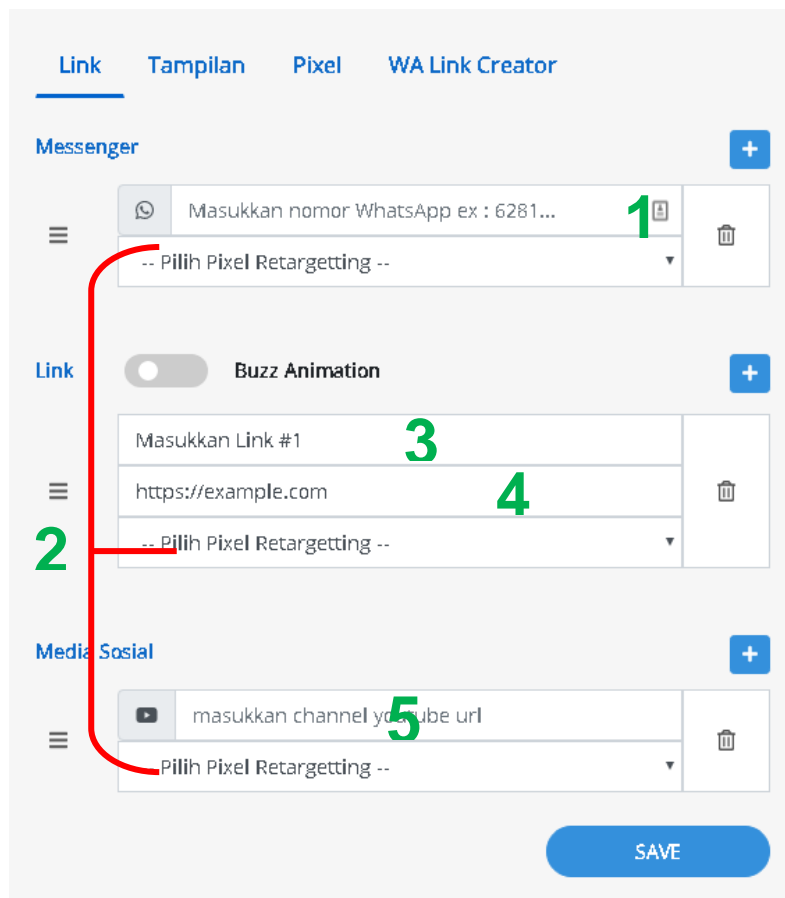 Link Tampilan Pixel WA Link Creator
Messenger
+
Masukkan nomor WhatsApp ex : 6281... 1
-- Pilih Pixel Retargetting --
Link Buzz Animation
+
Masukkan Link #1 3
https://example.com 4
2 -- Pilih Pixel Retargetting --
Media Sosial
+
masukkan channel youtube url 5
-- Pilih Pixel Retargetting --
SAVE